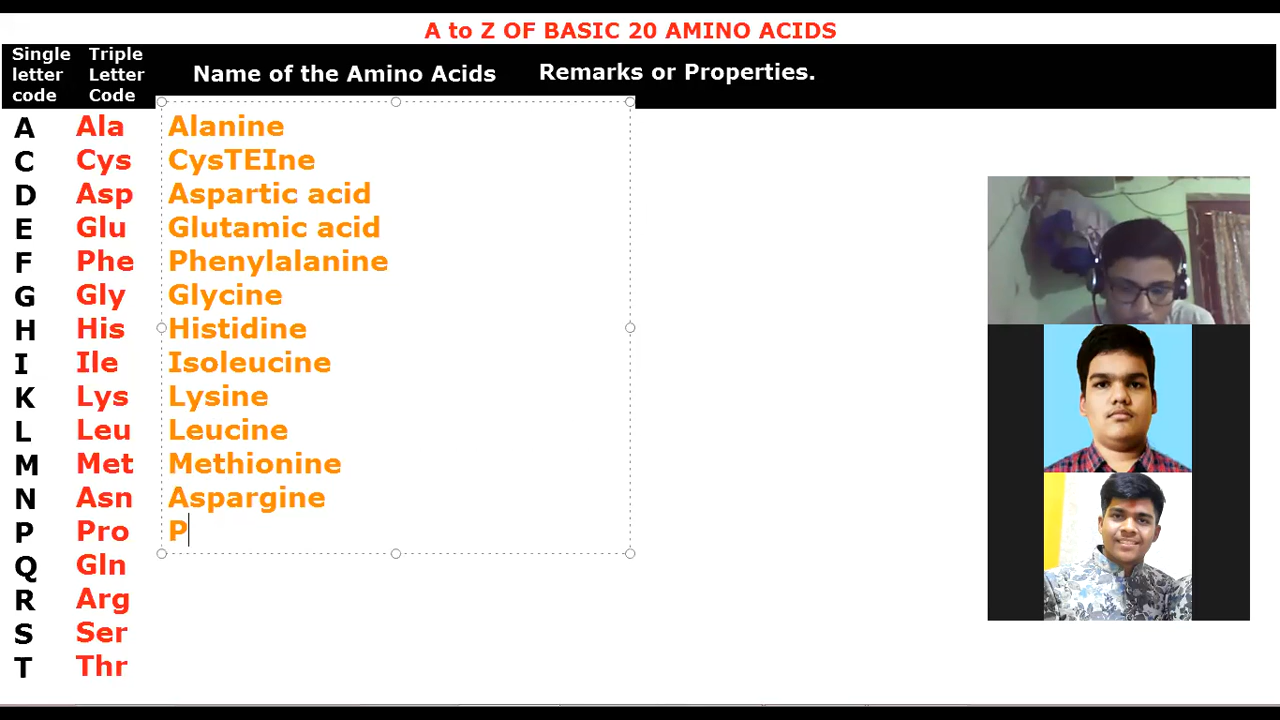 A to Z OF BASIC 20 AMINO ACIDS
Single letter code
Triple Letter Code
Name of the Amino Acids
Remarks or Properties.
A Ala Alanine
C Cys CysTEIne
D Asp Aspartic acid
E Glu Glutamic acid
F Phe Phenylalanine
G Gly Glycine
H His Histidine
I Ile Isoleucine
K Lys Lysine
L Leu Leucine
M Met Methionine
N Asn Aspargine
P Pro P
Q Gln
R Arg
S Ser
T Thr